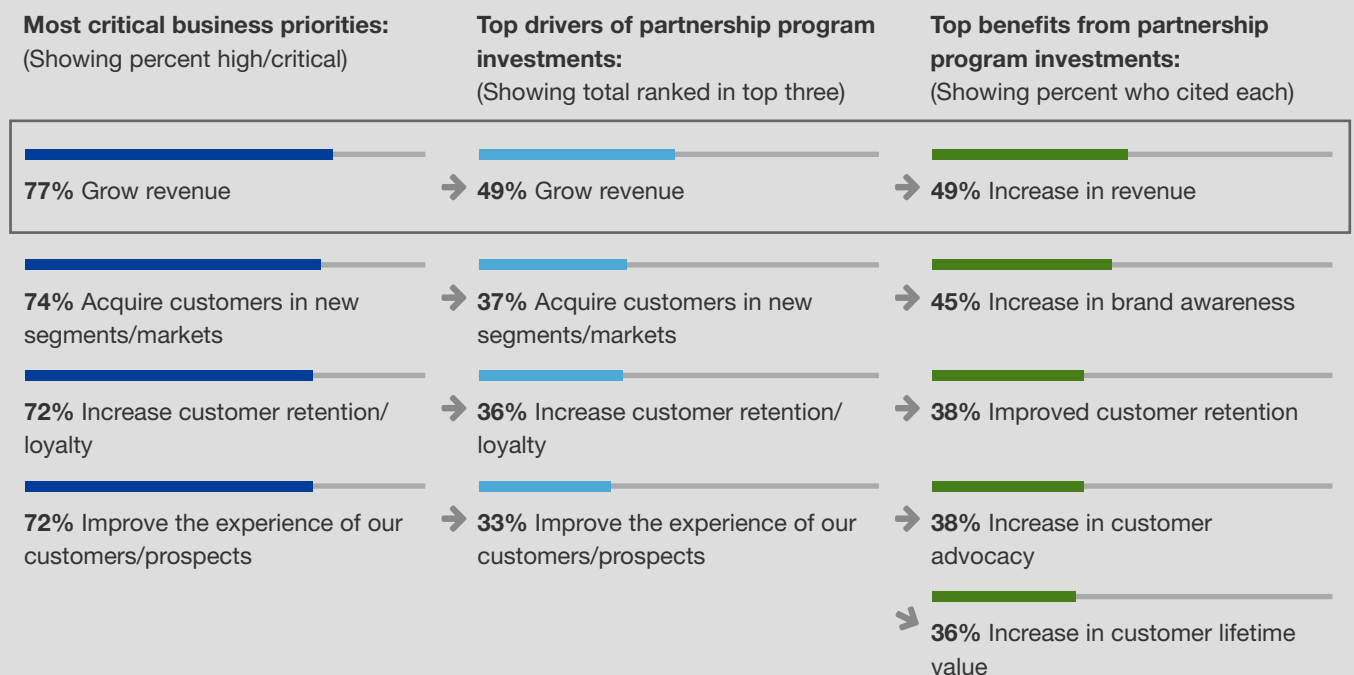 Most critical business priorities:
(Showing percent high/critical)
Top drivers of partnership program
investments:
(Showing total ranked in top three)
Top benefits from partnership
program investments:
(Showing percent who cited each)
77% Grow revenue
49% Grow revenue
49% Increase in revenue
74% Acquire customers in new
segments/markets
37% Acquire customers in new
segments/markets
45% Increase in brand awareness
72% Increase customer retention/
loyalty
36% Increase customer retention/
loyalty
38% Improved customer retention
72% Improve the experience of our
customers/prospects
33% Improve the experience of our
customers/prospects
38% Increase in customer
advocacy
36% Increase in customer lifetime
value